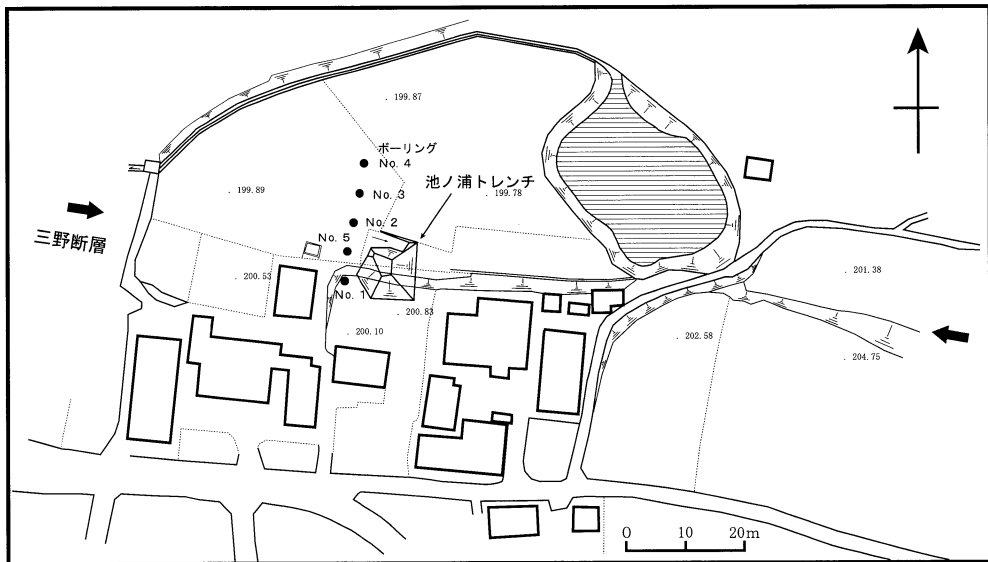 . 199.87
ボーリング
No. 4
池ノ浦トレンチ
. 199.89
No. 3
. 199.78
No. 2
三野断層
No. 5
. 200.53
No. 1
. 201.38
. 200.83
. 200.10
. 202.58
. 204.75
0 10 20m